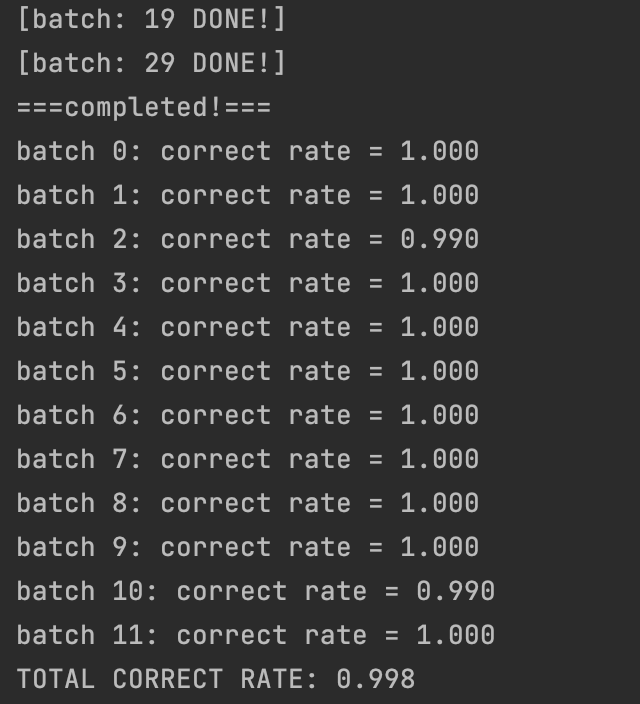 [batch: 19 DONE!]
[batch: 29 DONE!]
===completed!===
batch 0: correct rate = 1.000
batch 1: correct rate = 1.000
batch 2: correct rate = 0.990
batch 3: correct rate = 1.000
batch 4: correct rate = 1.000
batch 5: correct rate = 1.000
batch 6: correct rate = 1.000
batch 7: correct rate = 1.000
batch 8: correct rate = 1.000
batch 9: correct rate = 1.000
batch 10: correct rate = 0.990
batch 11: correct rate = 1.000
TOTAL CORRECT RATE: 0.998